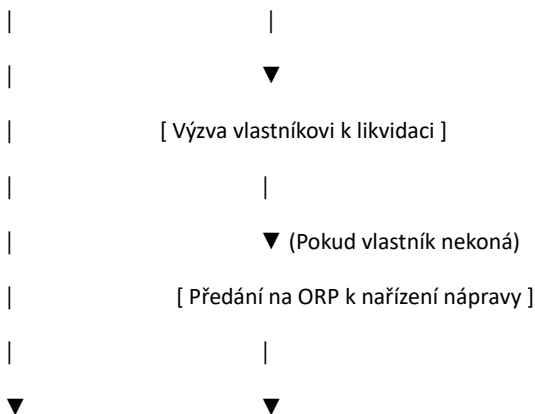 |                    |
|                    ▼
|          [ Výzva vlastníkovi k likvidaci ]
|                    |
|                    ▼ (Pokud vlastník nekoná)
|           [ Předání na ORP k nařízení nápravy ]
|                    |
▼                    ▼